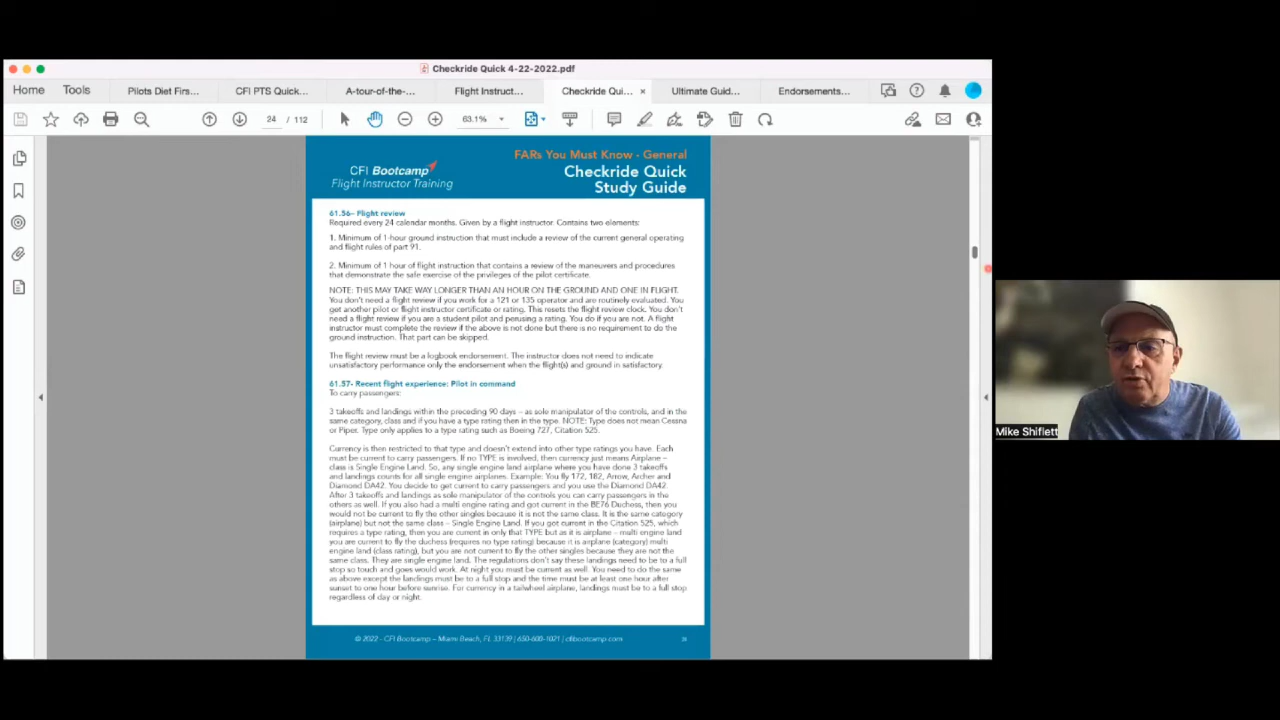 Checkride Quick 4-22-2022.pdf
Home
Tools
Pilots Diet Firs...
CFI PTS Quick...
A-tour-of-the-...
Flight Instruct...
Checkride Qui...
Ultimate Guid...
Endorsements...
24 / 112
63.1%
FARs You Must Know - General
CFI Bootcamp
Flight Instructor Training
Checkride Quick
Study Guide
61.56– Flight review
Required every 24 calendar months. Given by a flight instructor. Contains two elements:
1. Minimum of 1-hour ground instruction that must include a review of the current general operating
and flight rules of part 91.
2. Minimum of 1 hour of flight instruction that contains a review of the maneuvers and procedures
that demonstrate the safe exercise of the privileges of the pilot certificate.
NOTE: THIS MAY TAKE WAY LONGER THAN AN HOUR ON THE GROUND AND ONE IN FLIGHT.
You don't need a flight review if you work for a 121 or 135 operator and are routinely evaluated. You
get another pilot or flight instructor certificate or rating. This resets the flight review clock. You don't
need a flight review if you are a student pilot and perusing a rating. You do if you are not. A flight
instructor must complete the review if the above is not done but there is no requirement to do the
ground instruction. That part can be skipped.
The flight review must be a logbook endorsement. The instructor does not need to indicate
unsatisfactory performance only the endorsement when the flight(s) and ground in satisfactory.
61.57- Recent flight experience: Pilot in command
To carry passengers:
3 takeoffs and landings within the preceding 90 days – as sole manipulator of the controls, and in the
same category, class and if you have a type rating then in the type. NOTE: Type does not mean Cessna
or Piper. Type only applies to a type rating such as Boeing 727, Citation 525.
Currency is then restricted to that type and doesn't extend into other type ratings you have. Each
must be current to carry passengers. If no TYPE is involved, then currency just means Airplane –
class is Single Engine Land. So, any single engine land airplane where you have done 3 takeoffs
and landings counts for all single engine airplanes. Example: You fly 172, 182, Arrow, Archer and
Diamond DA42. You decide to get current to carry passengers and you use the Diamond DA42.
After 3 takeoffs and landings as sole manipulator of the controls you can carry passengers in the
others as well. If you also had a multi engine rating and got current in the BE76 Duchess, then you
would not be current to fly the other singles because it is not the same class. It is the same category
(airplane) but not the same class – Single Engine Land. If you got current in the Citation 525, which
requires a type rating, then you are current in only that TYPE but as it is airplane – multi engine land
you are current to fly the duchess (requires no type rating) because it is airplane (category) multi
engine land (class rating), but you are not current to fly the other singles because they are not the
same class. They are single engine land. The regulations don't say these landings need to be to a full
stop so touch and goes would work. At night you must be current as well. You need to do the same
as above except the landings must be to a full stop and the time must be at least one hour after
sunset to one hour before sunrise. For currency in a tailwheel airplane, landings must be to a full stop
regardless of day or night.
© 2022 - CFI Bootcamp – Miami Beach, FL 33139 | 650-600-1021 | cfibootcamp.com
Mike Shiflett